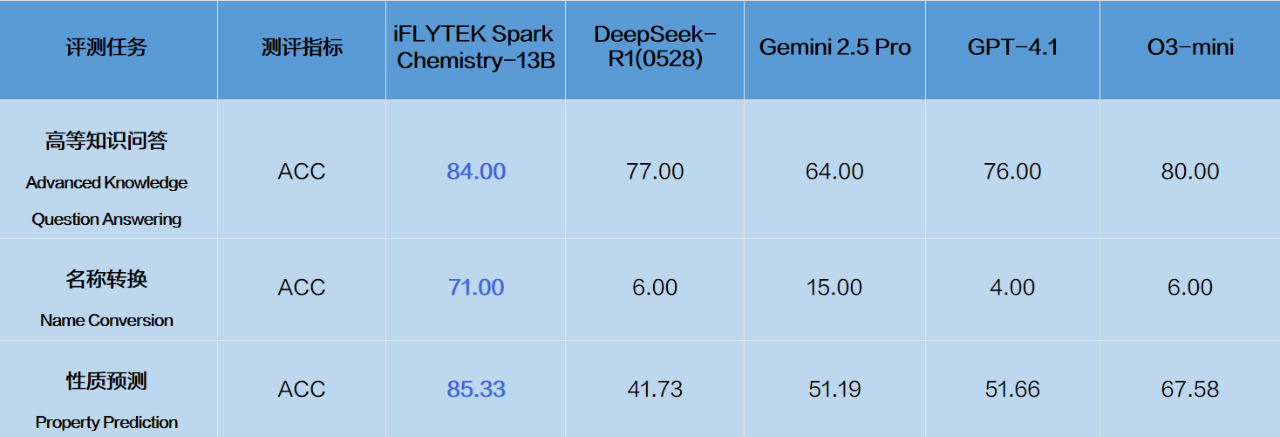 评测任务 测评指标 iFLYTEK Spark Chemistry-13B DeepSeek-R1(0528) Gemini 2.5 Pro GPT-4.1 O3-mini
高等知识问答
Advanced Knowledge
Question Answering
ACC 84.00 77.00 64.00 76.00 80.00
名称转换
Name Conversion
ACC 71.00 6.00 15.00 4.00 6.00
性质预测
Property Prediction
ACC 85.33 41.73 51.19 51.66 67.58